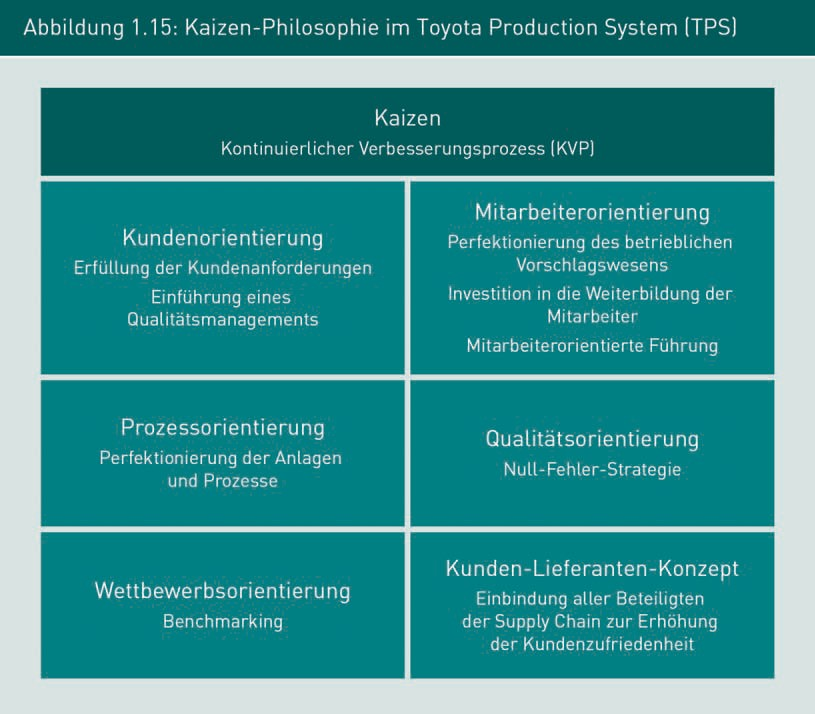 Abbildung 1.15: Kaizen-Philosophie im Toyota Production System (TPS)
Kaizen
Kontinuierlicher Verbesserungsprozess (KVP)
Kundenorientierung
Erfüllung der Kundenanforderungen
Einführung eines
Qualitätsmanagements
Mitarbeiterorientierung
Perfektionierung des betrieblichen
Vorschlagswesens
Investition in die Weiterbildung der
Mitarbeiter
Mitarbeiterorientierte Führung
Prozessorientierung
Perfektionierung der Anlagen
und Prozesse
Qualitätsorientierung
Null-Fehler-Strategie
Wettbewerbsorientierung
Benchmarking
Kunden-Lieferanten-Konzept
Einbindung aller Beteiligten
der Supply Chain zur Erhöhung
der Kundenzufriedenheit